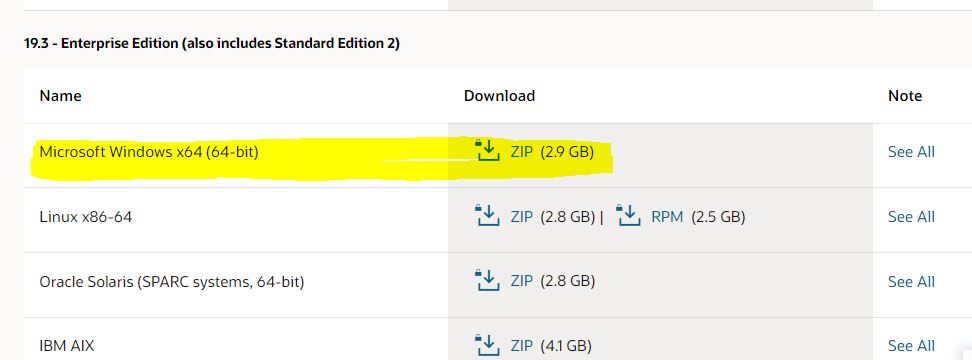 19.3 - Enterprise Edition (also includes Standard Edition 2)
Name Download Note
Microsoft Windows x64 (64-bit) ZIP (2.9 GB) See All
Linux x86-64 ZIP (2.8 GB) | RPM (2.5 GB) See All
Oracle Solaris (SPARC systems, 64-bit) ZIP (2.8 GB) See All
IBM AIX ZIP (4.1 GB) See All